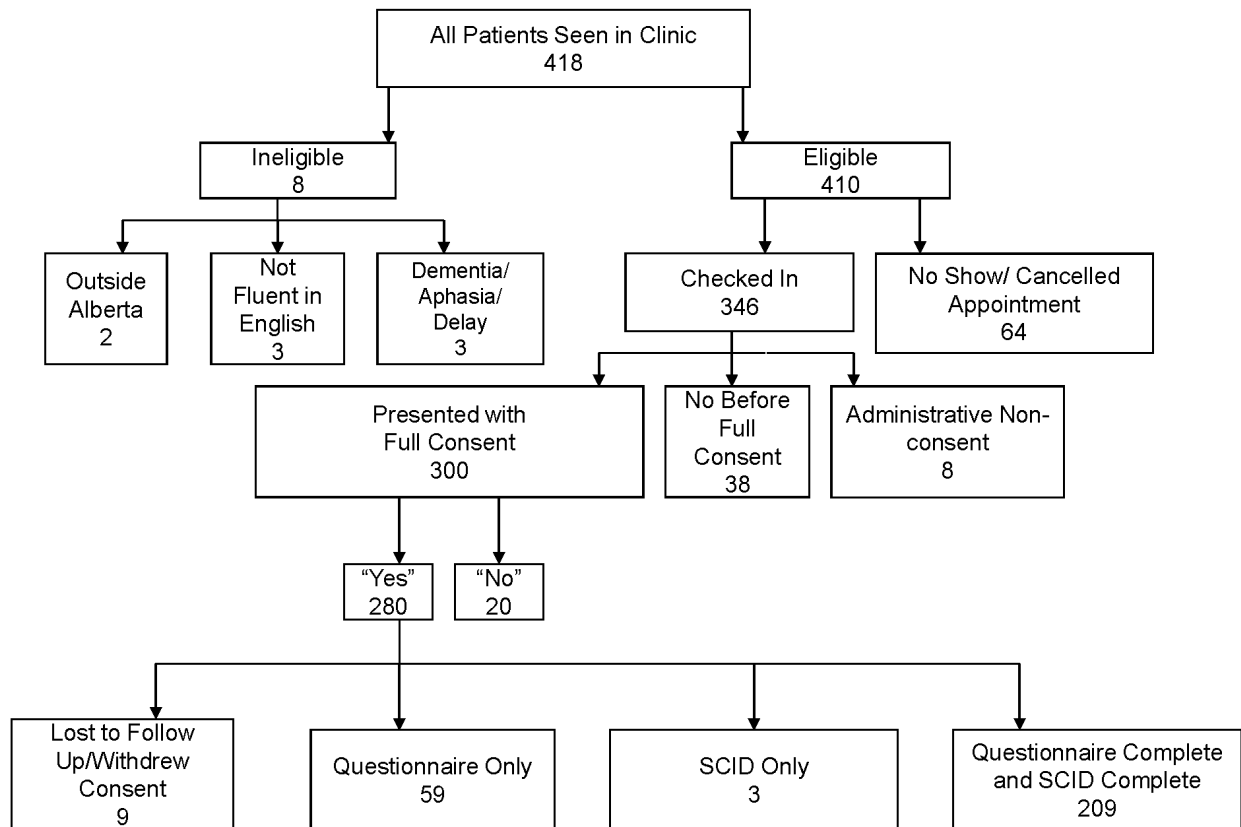 All Patients Seen in Clinic
418
Ineligible
8
Eligible
410
Outside
Alberta
2
Not
Fluent in
English
3
Dementia/
Aphasia/
Delay
3
Checked In
346
No Show/ Cancelled
Appointment
64
Presented with
Full Consent
300
No Before
Full
Consent
38
Administrative Non-
consent
8
“Yes”
280
“No”
20
Lost to Follow
Up/Withdrew
Consent
9
Questionnaire Only
59
SCID Only
3
Questionnaire Complete
and SCID Complete
209